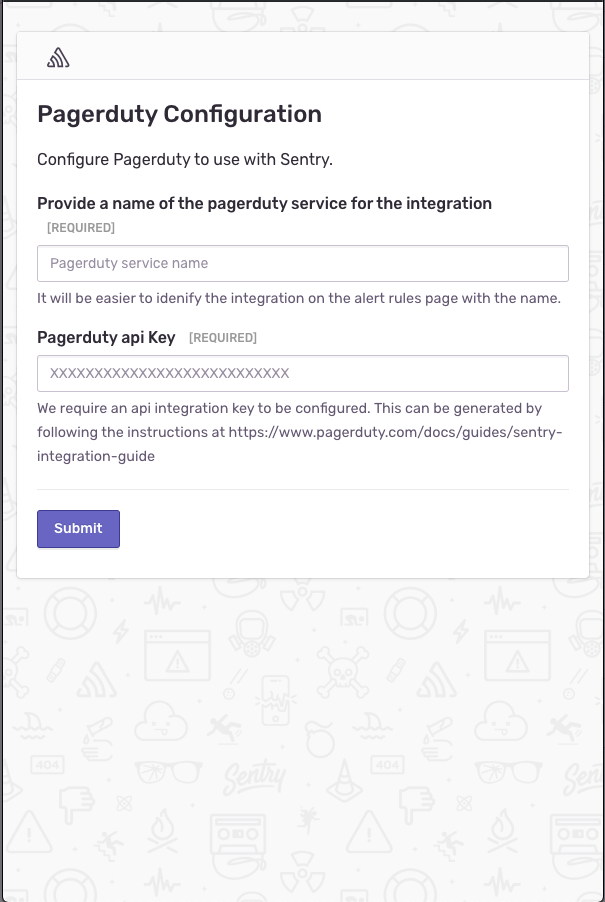 Pagerduty Configuration
Configure Pagerduty to use with Sentry.
Provide a name of the pagerduty service for the integration
[REQUIRED]
Pagerduty service name
It will be easier to idenify the integration on the alert rules page with the name.
Pagerduty api Key [REQUIRED]
XXXXXXXXXXXXXXXXXXXXXXXXXXX
We require an api integration key to be configured. This can be generated by
following the instructions at https://www.pagerduty.com/docs/guides/sentry-
integration-guide
Submit
404 404
Sentry Sentry